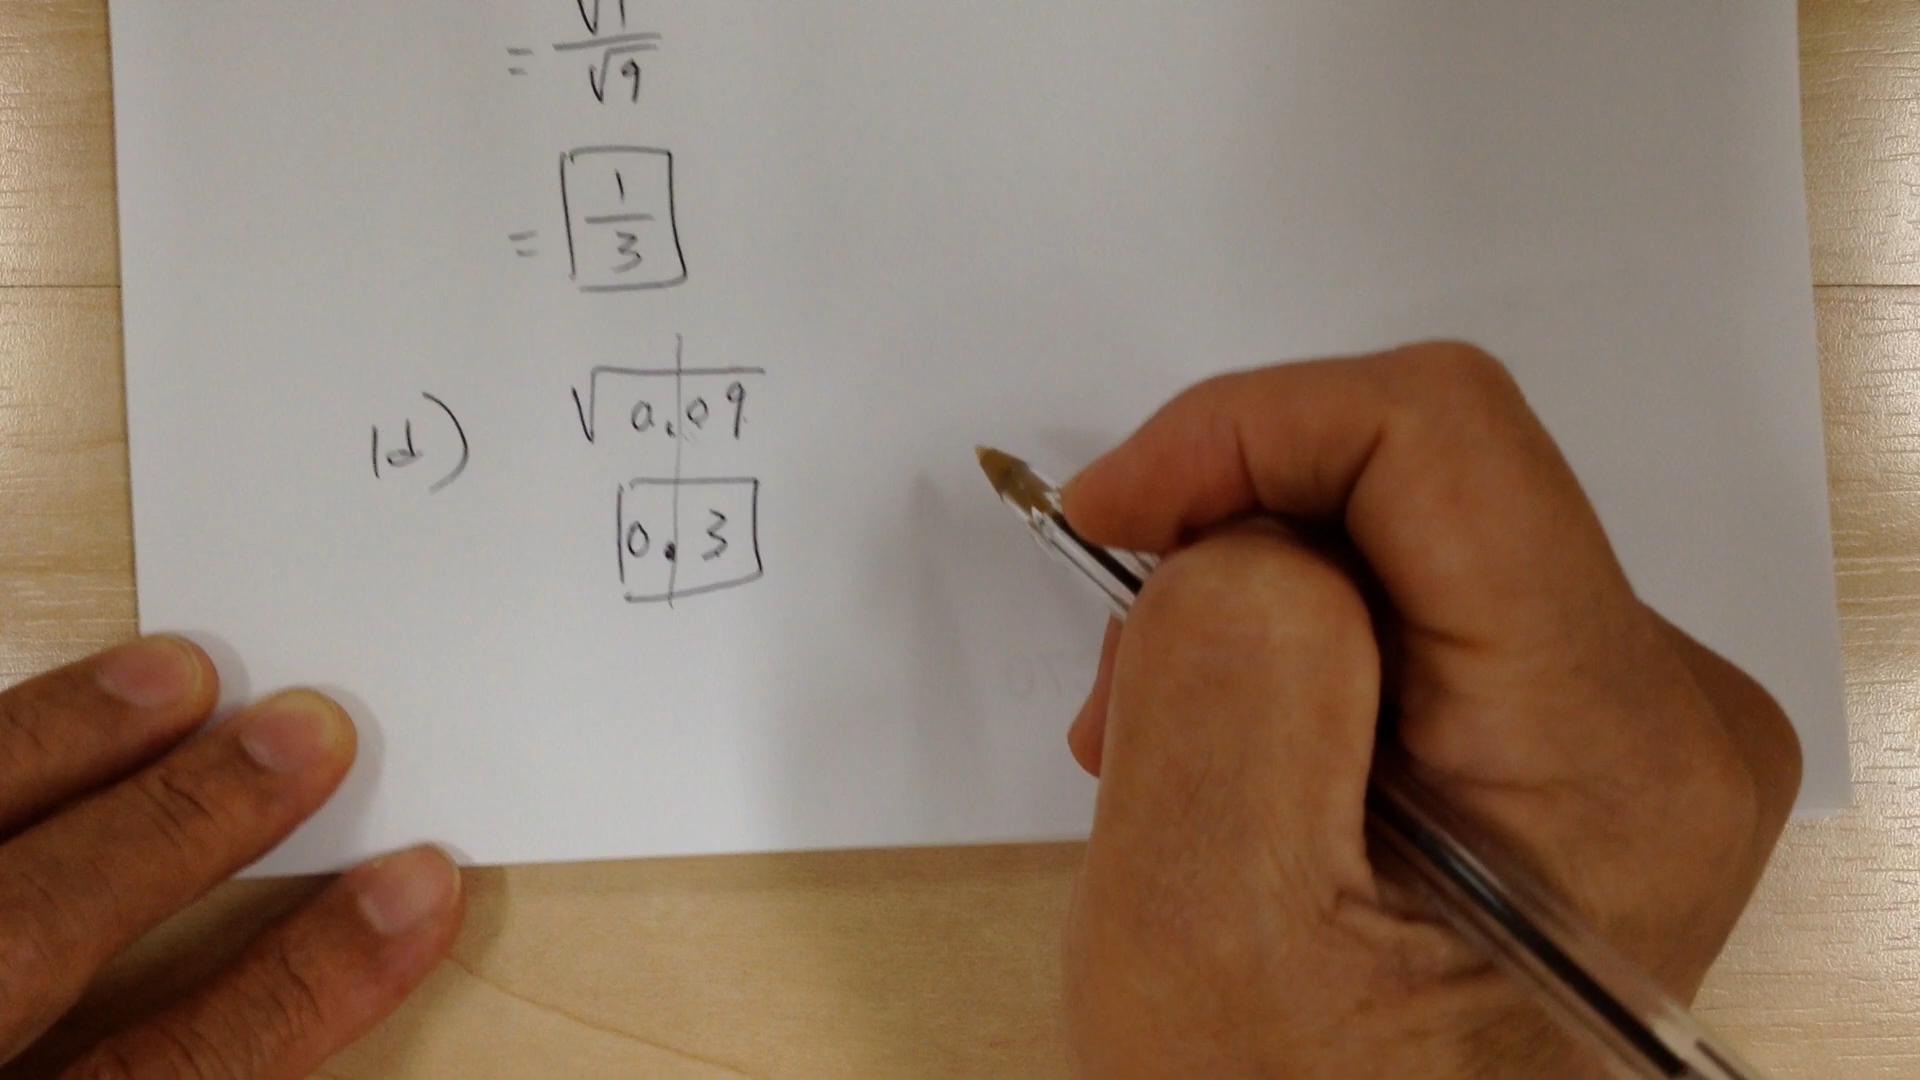 = √1/√9
= 1/3
1d) √0.09
0.3